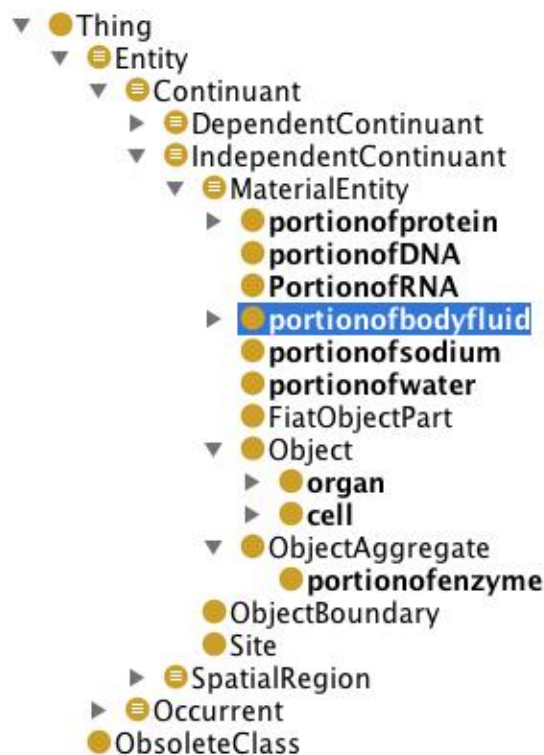 Thing
Entity
Continuant
DependentContinuant
IndependentContinuant
MaterialEntity
portionofprotein
portionofDNA
PortionofRNA
portionofbodyfluid
portionofsodium
portionofwater
FiatObjectPart
Object
organ
cell
ObjectAggregate
portionofenzyme
ObjectBoundary
Site
SpatialRegion
Occurrent
ObsoleteClass